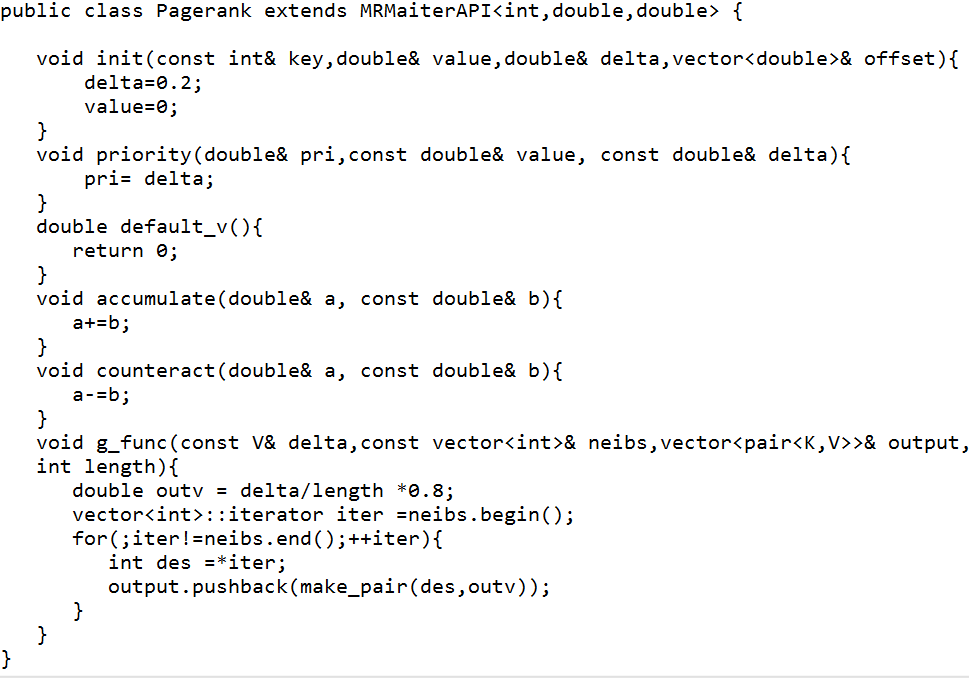 public class Pagerank extends MRMaiterAPI<int,double,double> {
void init(const int& key,double& value,double& delta,vector<double>& offset){
delta=0.2;
value=0;
}
void priority(double& pri,const double& value, const double& delta){
pri= delta;
}
double default_v(){
return 0;
}
void accumulate(double& a, const double& b){
a+=b;
}
void counteract(double& a, const double& b){
a-=b;
}
void g_func(const V& delta,const vector<int>& neibs,vector<pair<K,V>>& output,
int length){
double outv = delta/length *0.8;
vector<int>::iterator iter =neibs.begin();
for(;iter!=neibs.end();++iter){
int des =*iter;
output.pushback(make_pair(des,outv));
}
}
}